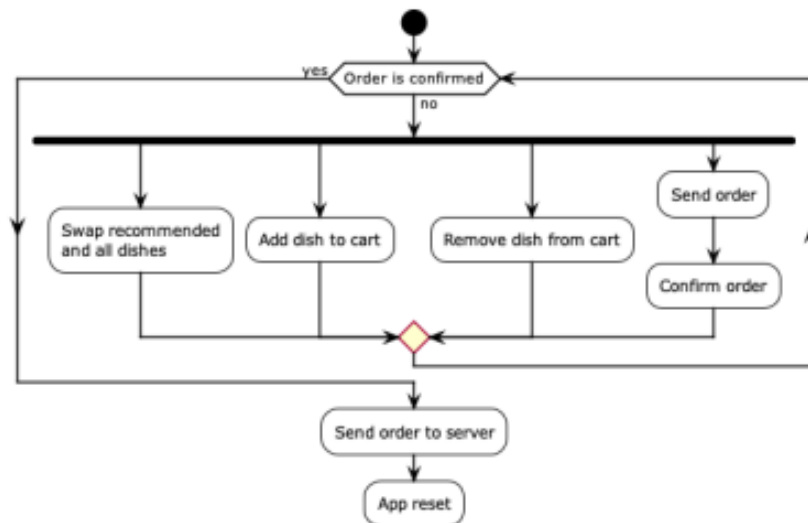 yes
Order is confirmed
no
Send order
Swap recommended
and all dishes
Add dish to cart
Remove dish from cart
Confirm order
Send order to server
App reset